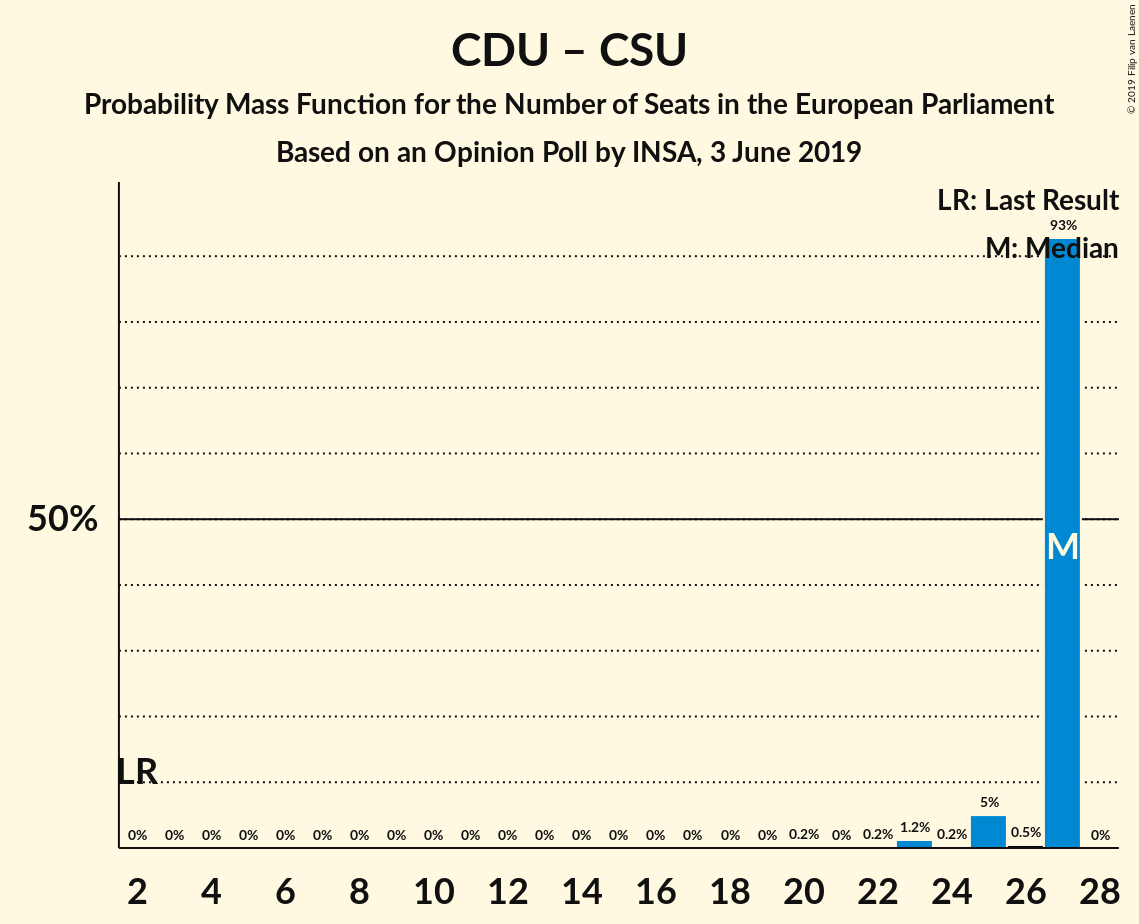 CDU – CSU
Probability Mass Function for the Number of Seats in the European Parliament
Based on an Opinion Poll by INSA, 3 June 2019
© 2019 Filip van Laenen
LR: Last Result
93%
M: Median
50%
M
LR
0% 0% 0% 0% 0% 0% 0% 0% 0% 0% 0% 0% 0% 0% 0% 0% 0% 0% 0.2% 0% 0.2% 1.2% 0.2% 5% 0.5% 0%
2 4 6 8 10 12 14 16 18 20 22 24 26 28